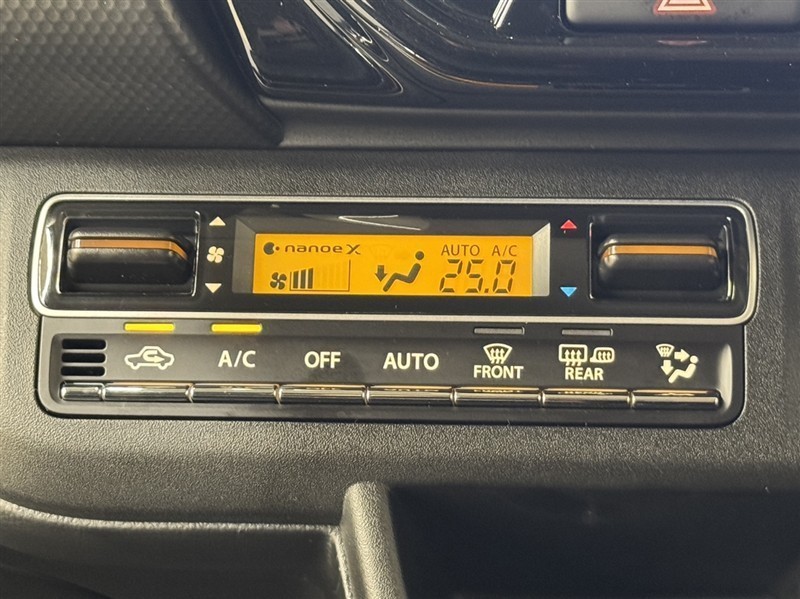 nanoe X
AUTO A/C
25.0
A/C OFF AUTO FRONT REAR